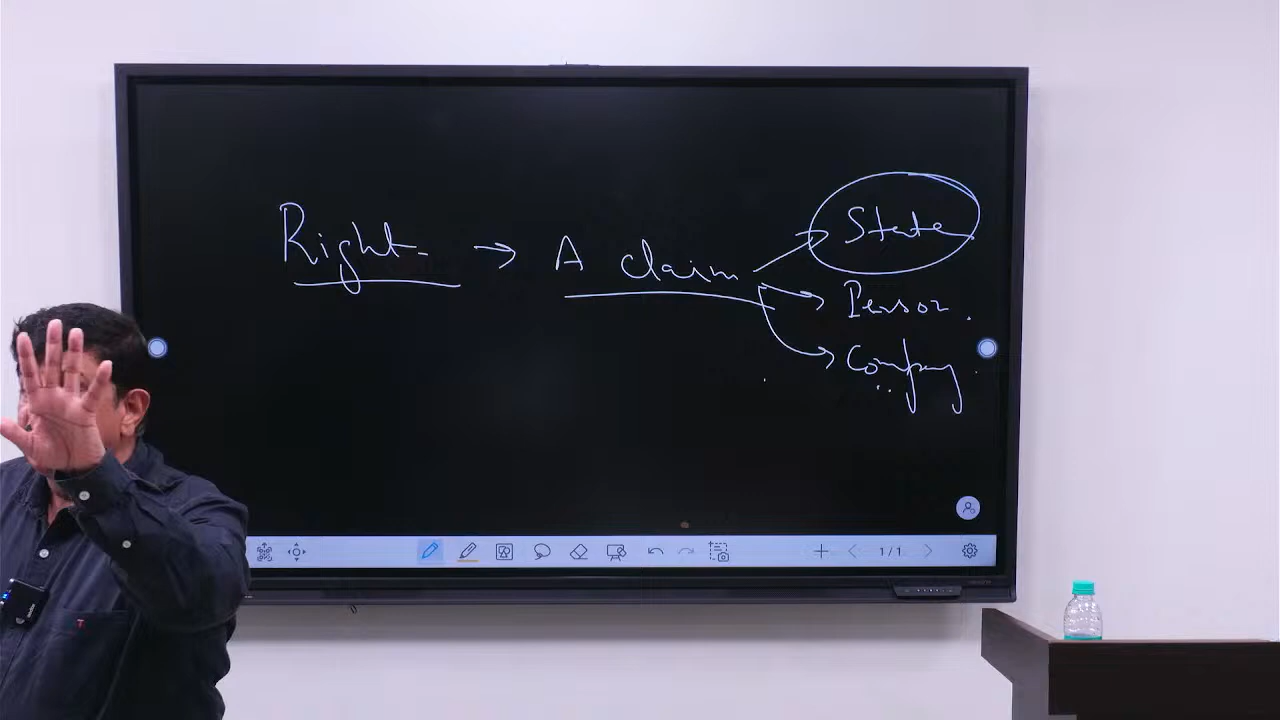 Right → A claim → State
→ Person.
→ Company.
1/1
T